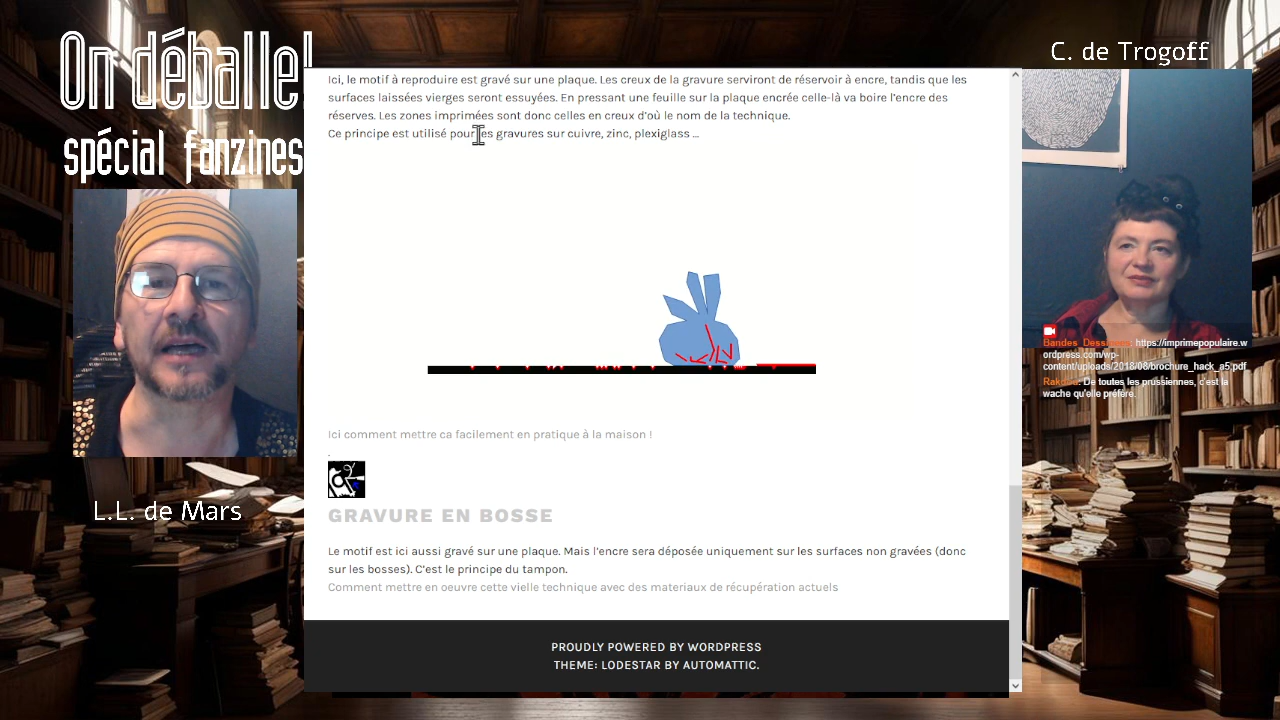 On déballe!
spécial fanzines
C. de Trogoff
Ici, le motif à reproduire est gravé sur une plaque. Les creux de la gravure serviront de réservoir à encre, tandis que les
surfaces laissées vierges seront essuyées. En pressant une feuille sur la plaque encrée celle-là va boire l'encre des
réserves. Les zones imprimées sont donc celles en creux d'où le nom de la technique.
Ce principe est utilisé pour les gravures sur cuivre, zinc, plexiglass ...
Ici comment mettre ca facilement en pratique à la maison !
.
GRAVURE EN BOSSE
Le motif est ici aussi gravé sur une plaque. Mais l'encre sera déposée uniquement sur les surfaces non gravées (donc
sur les bosses). C'est le principe du tampon.
Comment mettre en oeuvre cette vielle technique avec des materiaux de récupération actuels
PROUDLY POWERED BY WORDPRESS
THEME: LODESTAR BY AUTOMATTIC.
L.L. de Mars
Bandes_Dessinées: https://imprimepopulaire.w
ordpress.com/wp-
content/uploads/2018/08/brochure_hack_a5.pdf
: De toutes les prussiennes, c'est la
wache qu'elle préfère.